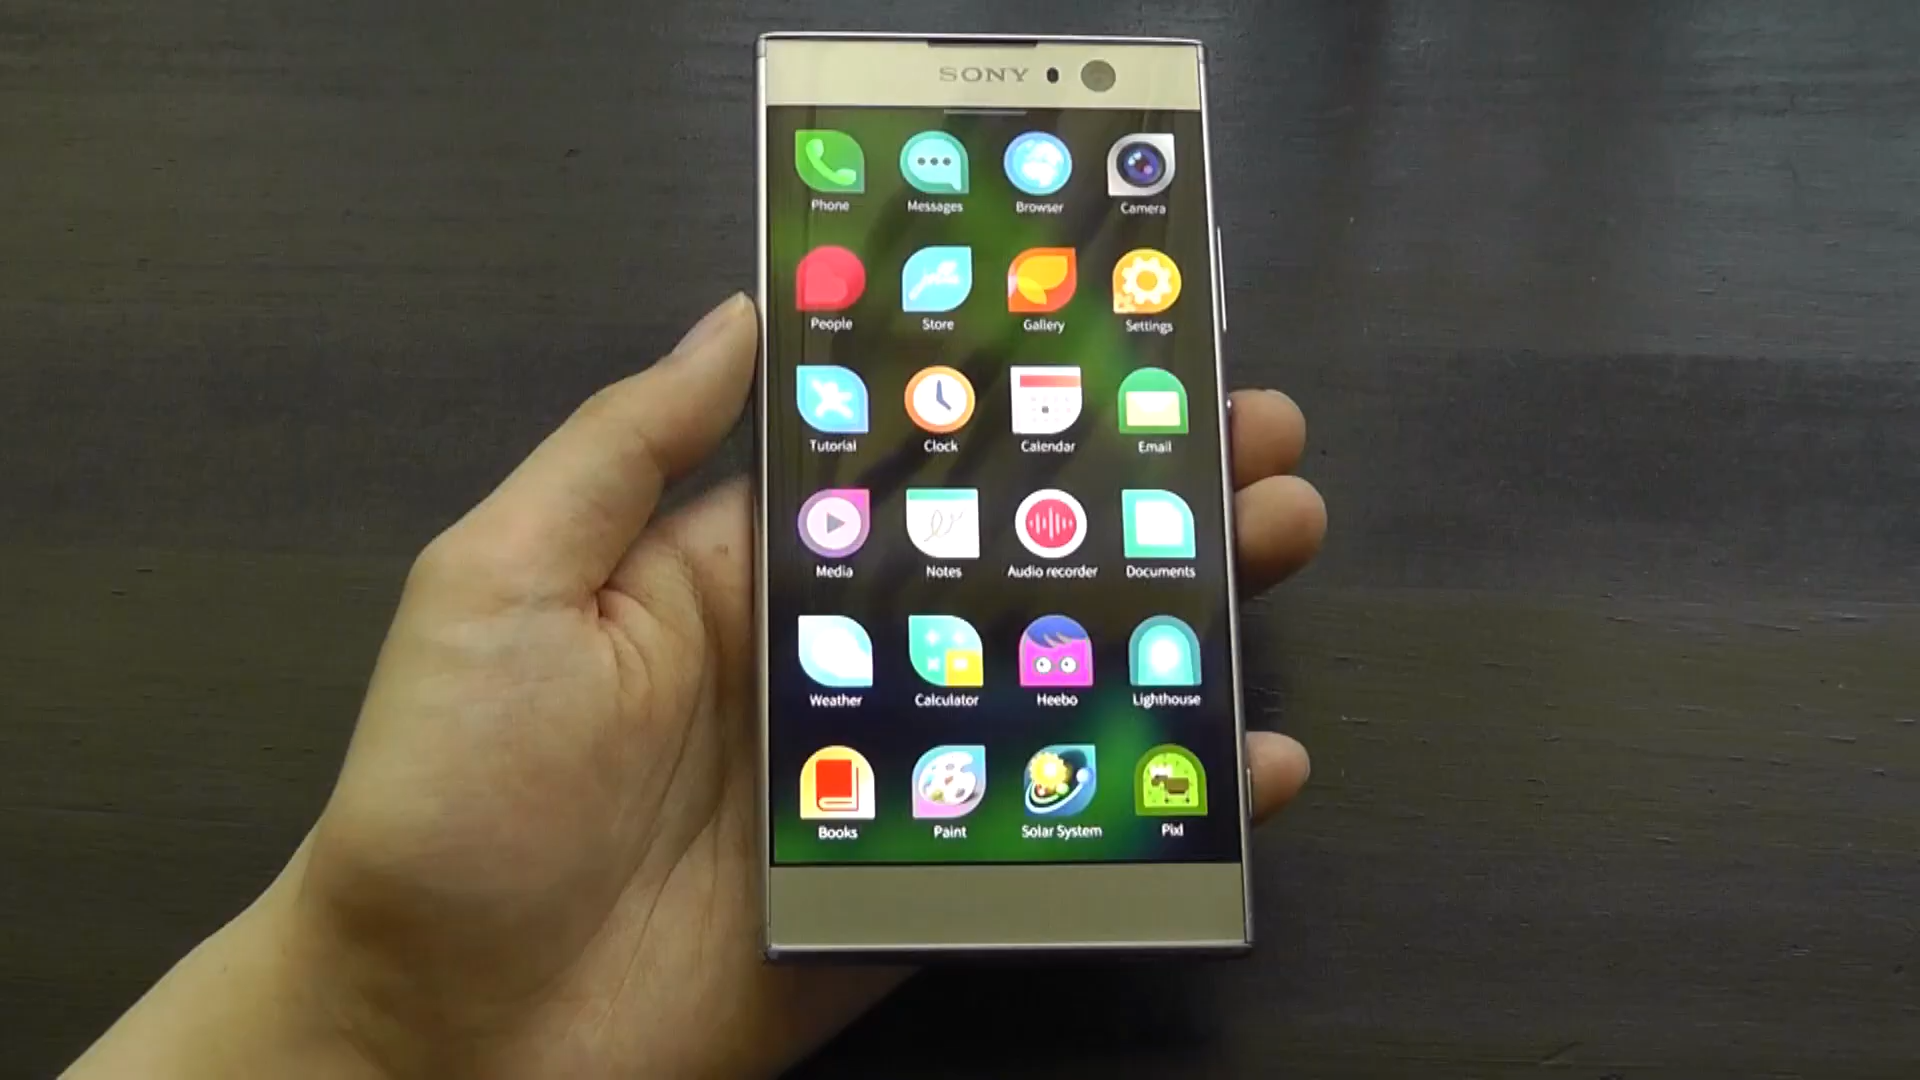 SONY
Phone Messages Browser Camera
People Store Gallery Settings
Tutorial Clock Calendar Email
Media Notes Audio recorder Documents
Weather Calculator Heebo Lighthouse
Books Paint Solar System Pixl